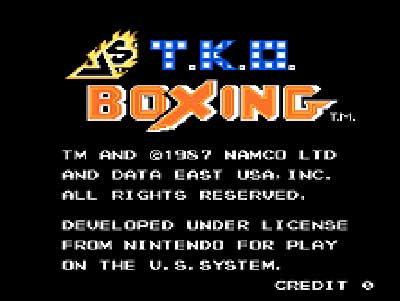 VS.
T.K.O.
BOXING T.M.
TM AND ©1987 NAMCO LTD
AND DATA EAST USA,INC.
ALL RIGHTS RESERVED.
DEVELOPED UNDER LICENSE
FROM NINTENDO FOR PLAY
ON THE U.S.SYSTEM.
CREDIT 0